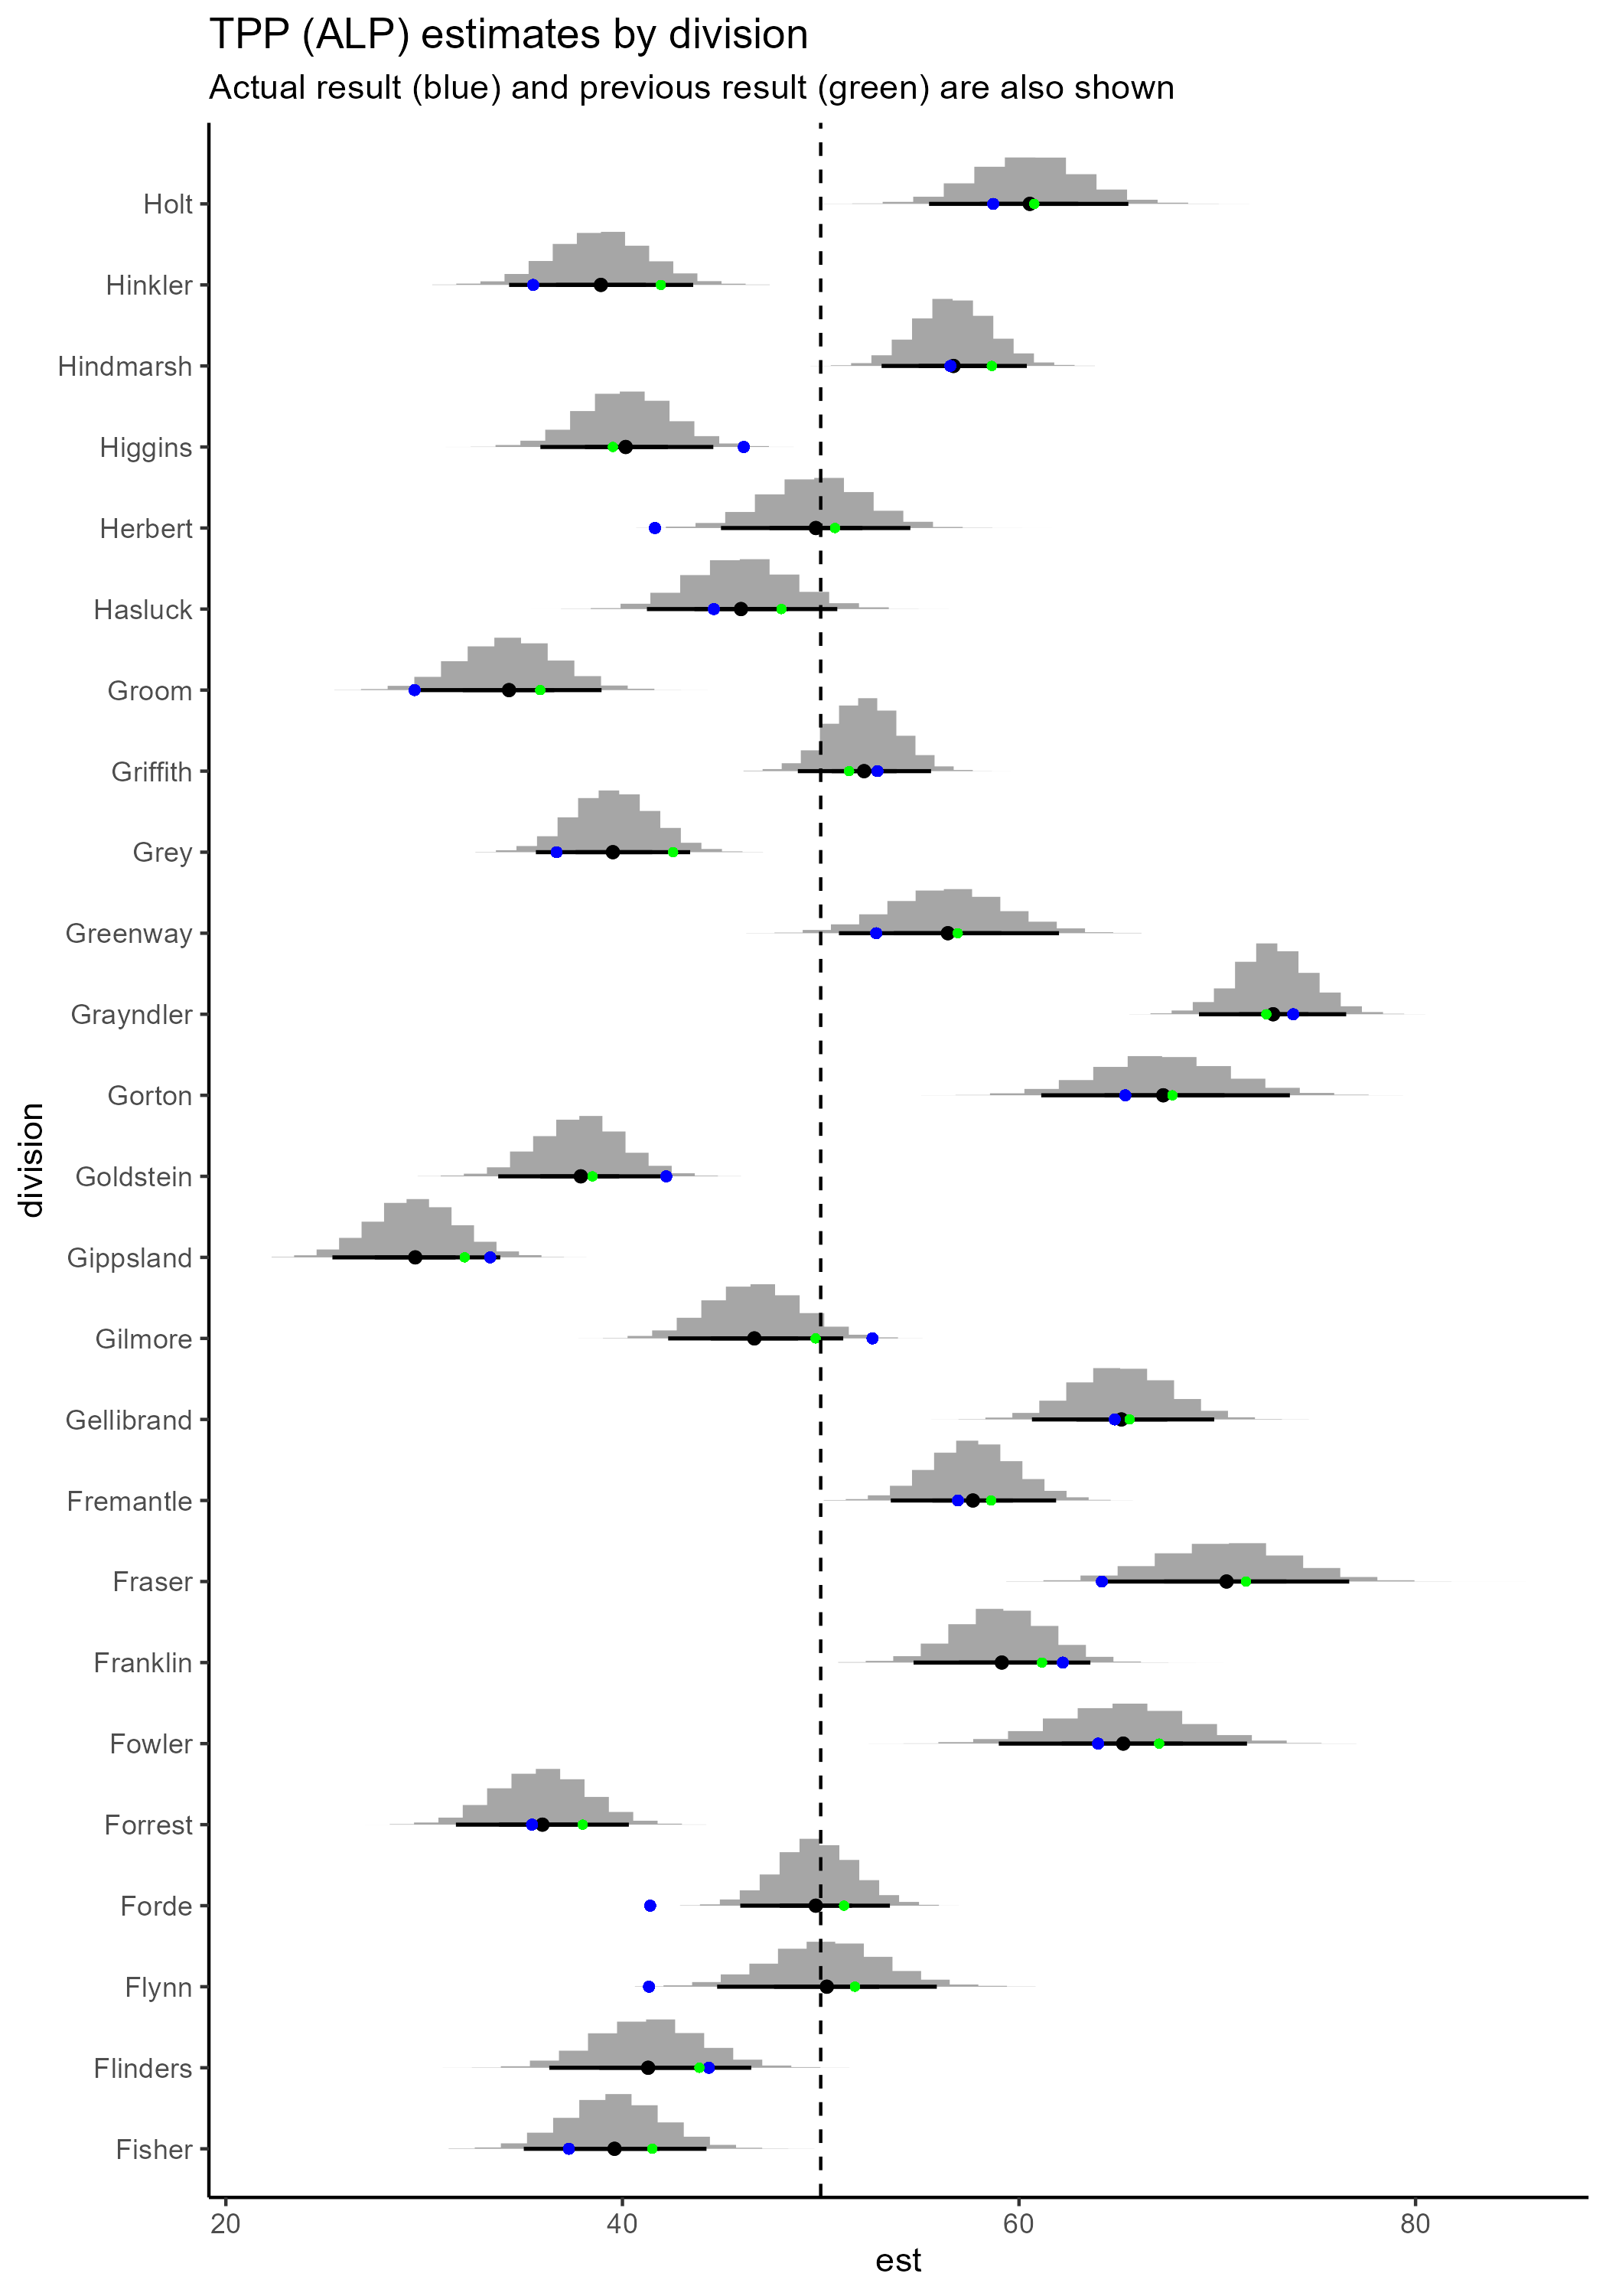 TPP (ALP) estimates by division
Actual result (blue) and previous result (green) are also shown
Holt
Hinkler
Hindmarsh
Higgins
Herbert
Hasluck
Groom
Griffith
Grey
Greenway
Grayndler
Gorton
Goldstein
Gippsland
Gilmore
Gellibrand
Fremantle
Fraser
Franklin
Fowler
Forrest
Forde
Flynn
Flinders
Fisher
division
20 40 60 80
est